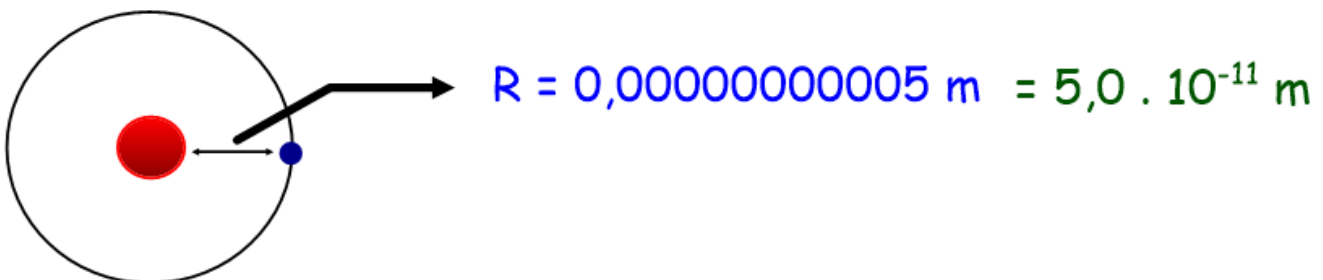 R = 0,00000000005 m = 5,0 . 10⁻¹¹ m